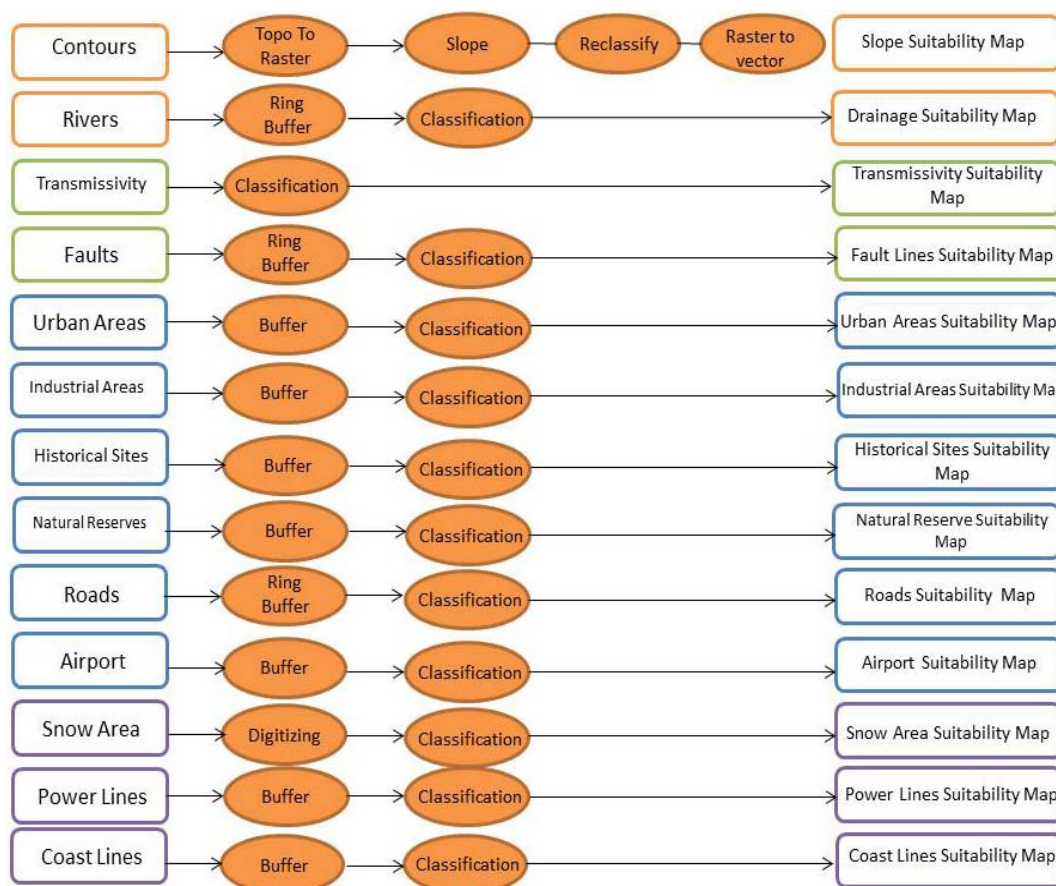 Contours
Topo To
Raster
Slope
Reclassify
Raster to
vector
Slope Suitability Map
Rivers
Ring
Buffer
Classification
Drainage Suitability Map
Transmissivity
Classification
Transmissivity Suitability
Map
Faults
Ring
Buffer
Classification
Fault Lines Suitability Map
Urban Areas
Buffer
Classification
Urban Areas Suitability Map
Industrial Areas
Buffer
Classification
Industrial Areas Suitability Ma
Historical Sites
Buffer
Classification
Historical Sites Suitability
Map
Natural Reserves
Buffer
Classification
Natural Reserve Suitability
Map
Roads
Ring
Buffer
Classification
Roads Suitability Map
Airport
Buffer
Classification
Airport Suitability Map
Snow Area
Digitizing
Classification
Snow Area Suitability Map
Power Lines
Buffer
Classification
Power Lines Suitability Map
Coast Lines
Buffer
Classification
Coast Lines Suitability Map